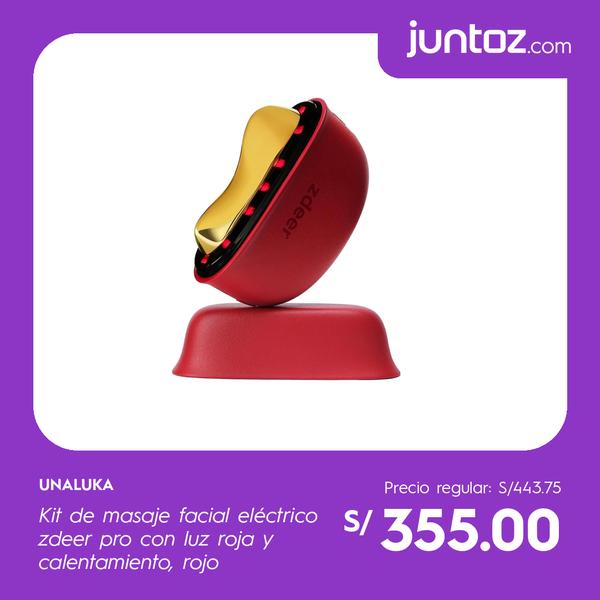 juntoz.com
zdeer
UNALUKA
Kit de masaje facial eléctrico
zdeer pro con luz roja y
calentamiento, rojo
Precio regular: S/443.75
S/ 355.00